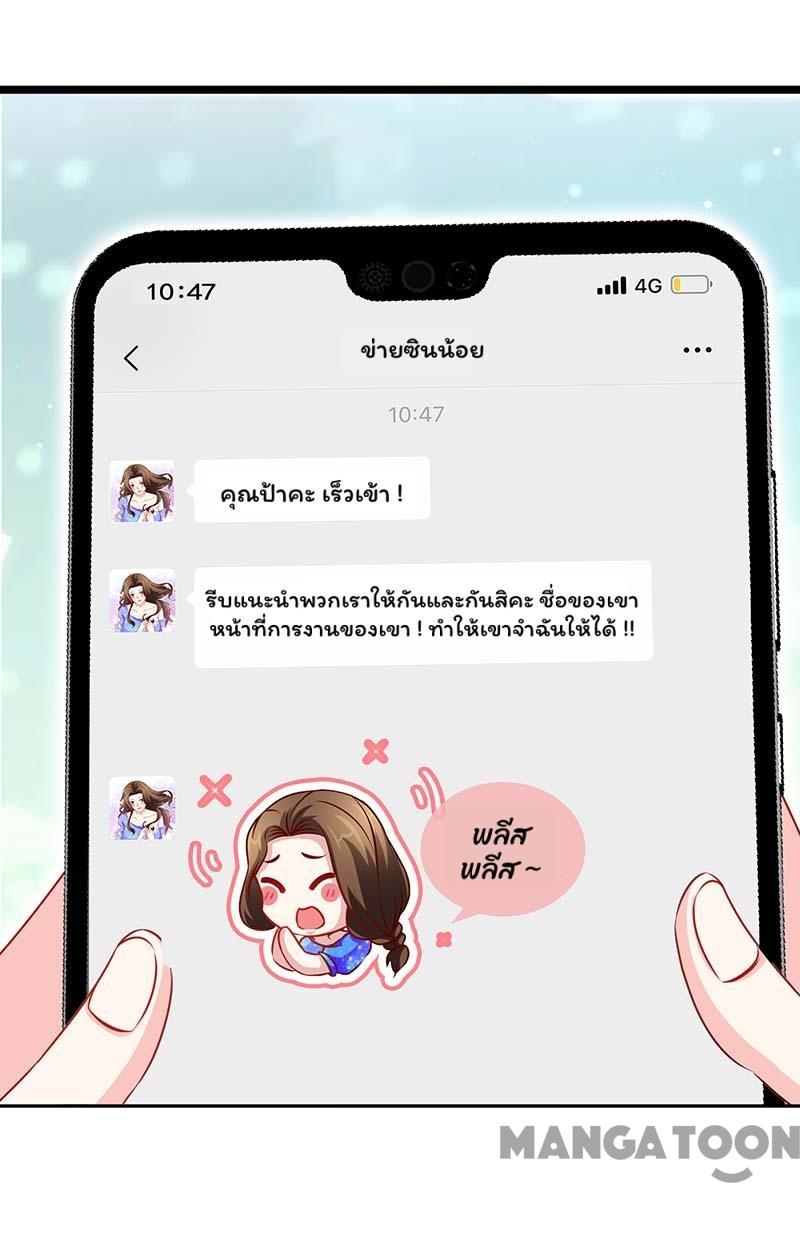 10:47
4G
ข่ายซินน้อย
10:47
คุณป้าคะ เร็วเข้า !
รีบแนะนำพวกเราให้กันและกันสิคะ ชื่อของเขา
หน้าที่การงานของเขา ! ทำให้เขาจำฉันให้ได้ !!
พลีส
พลีส ~
MANGATOON